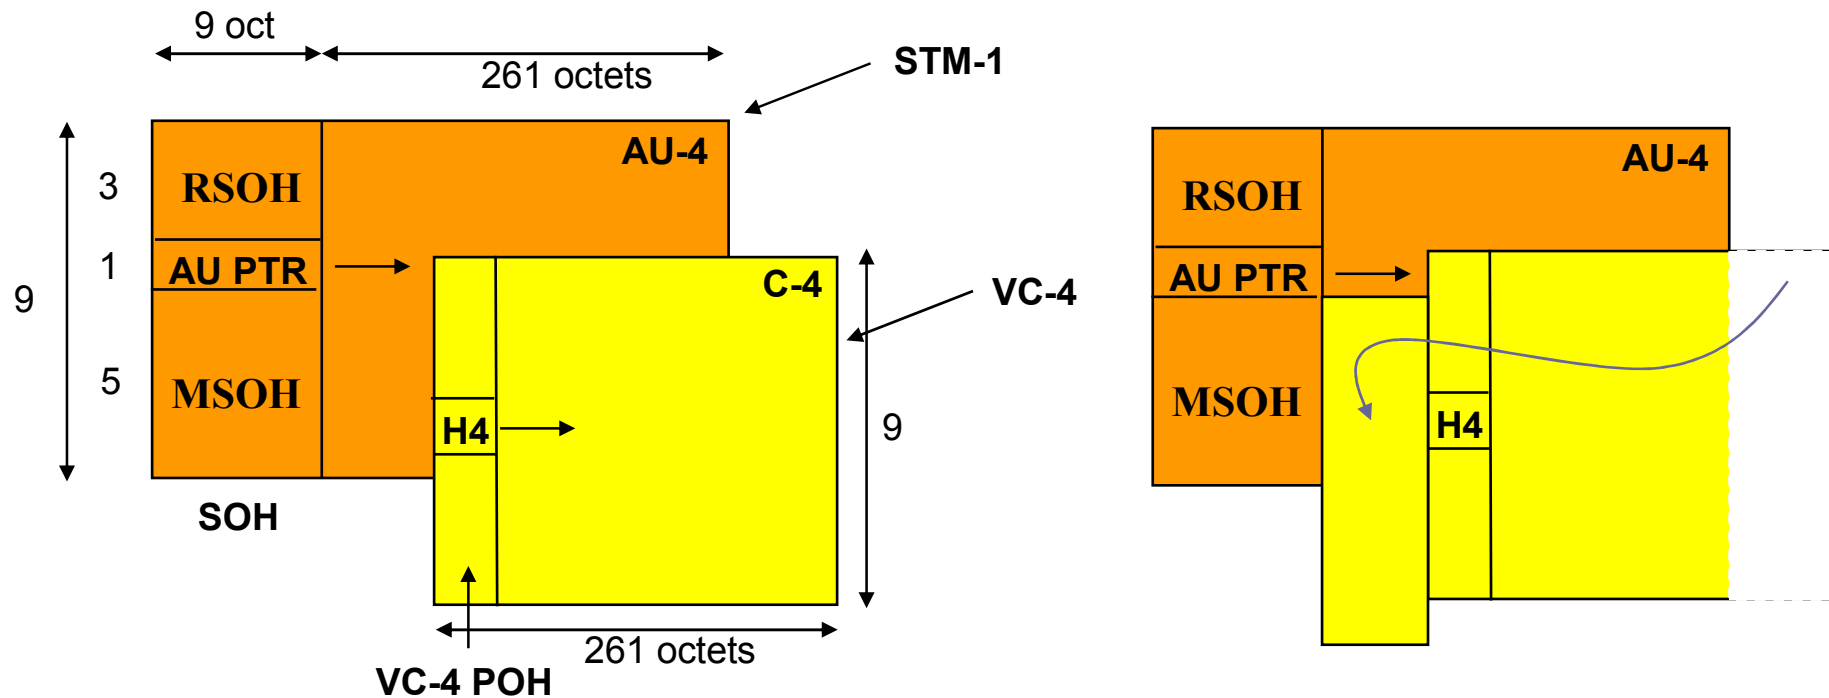 9 oct
261 octets
STM-1
AU-4
3
RSOH
1
AU PTR
9
C-4
VC-4
5
MSOH
H4
9
SOH
261 octets
VC-4 POH
AU-4
RSOH
AU PTR
MSOH
H4